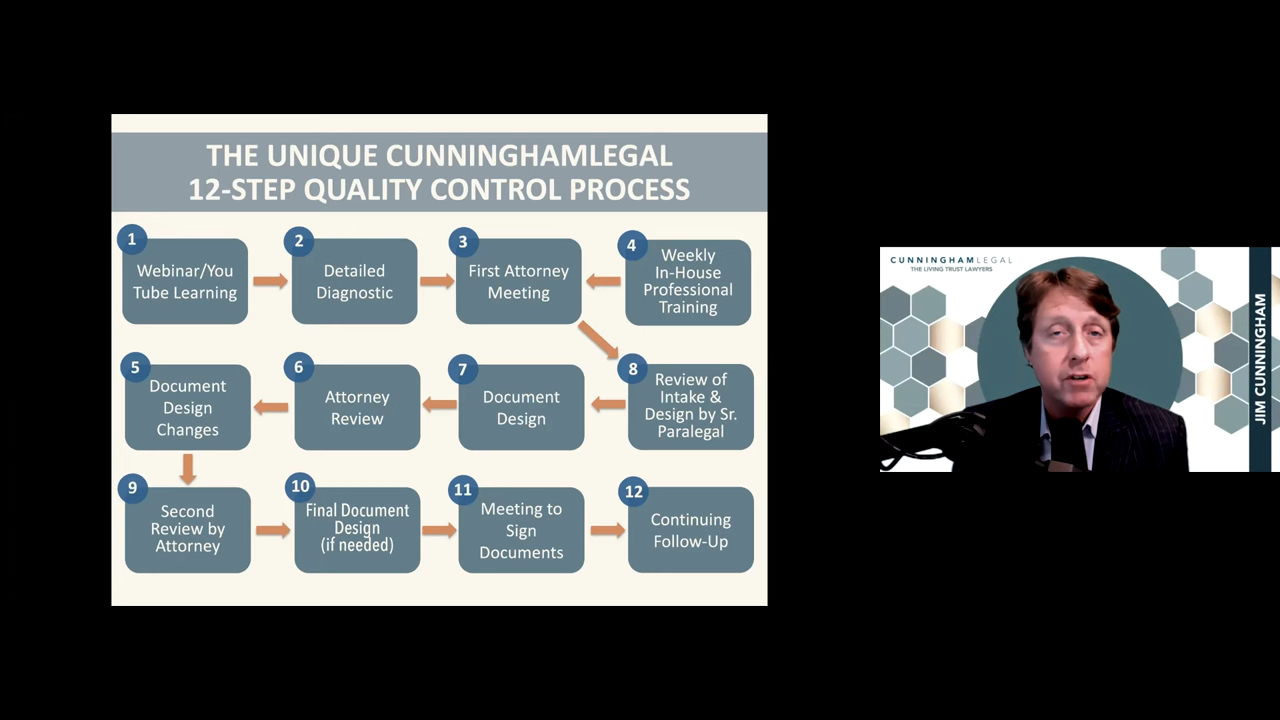 THE UNIQUE CUNNINGHAMLEGAL
12-STEP QUALITY CONTROL PROCESS
1
Webinar/You
Tube Learning
2
Detailed
Diagnostic
3
First Attorney
Meeting
4
Weekly
In-House
Professional
Training
5
Document
Design
Changes
6
Attorney
Review
7
Document
Design
8
Review of
Intake &
Design by Sr.
Paralegal
9
Second
Review by
Attorney
10
Final Document
Design
(if needed)
11
Meeting to
Sign
Documents
12
Continuing
Follow-Up
CUNNINGHAMLEGAL
THE LIVING TRUST LAWYERS
JIM CUNNINGHAM